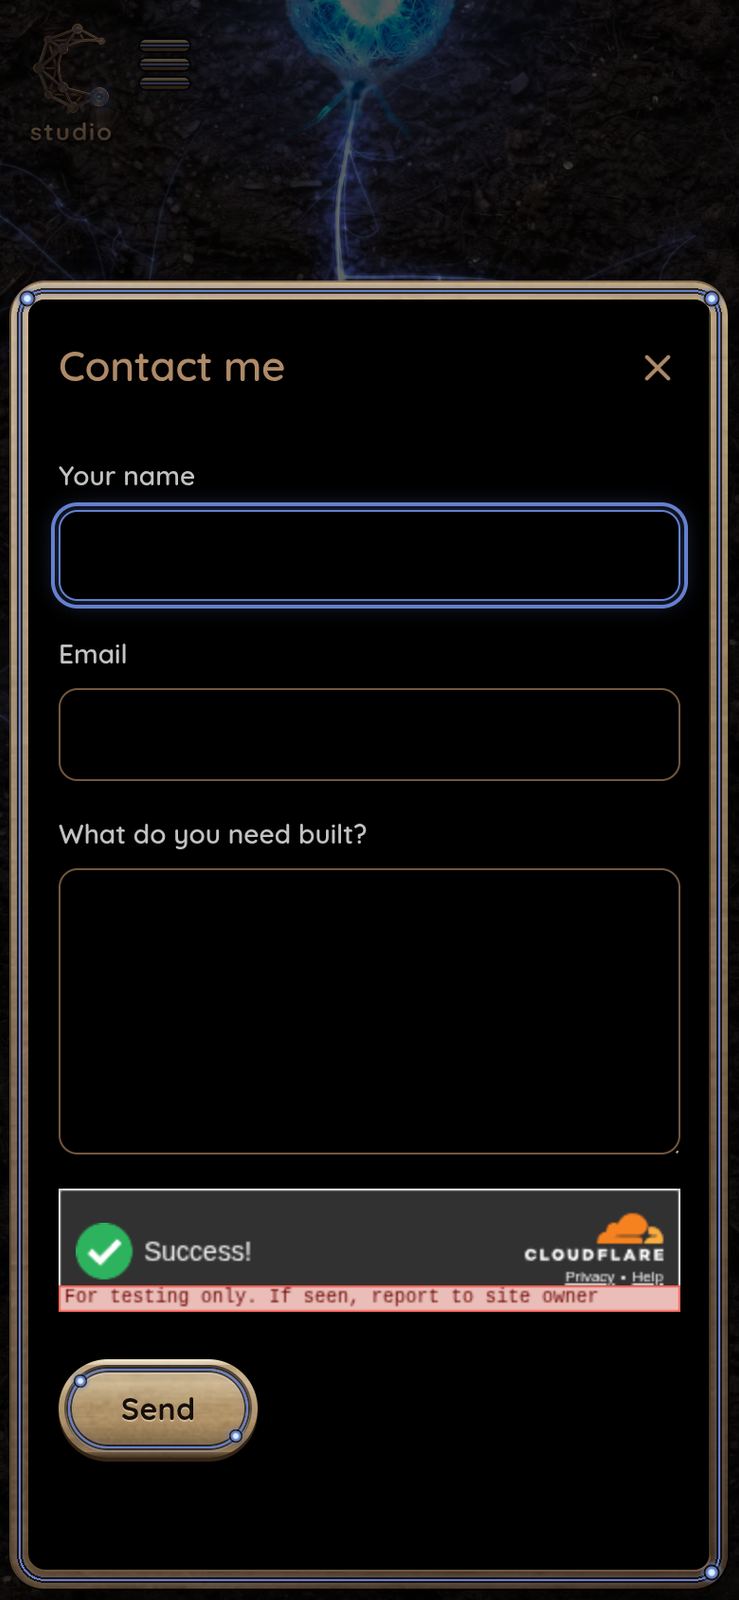 studio
Contact me
Your name
Email
What do you need built?
Success!
CLOUDFLARE
Privacy • Help
For testing only. If seen, report to site owner
Send